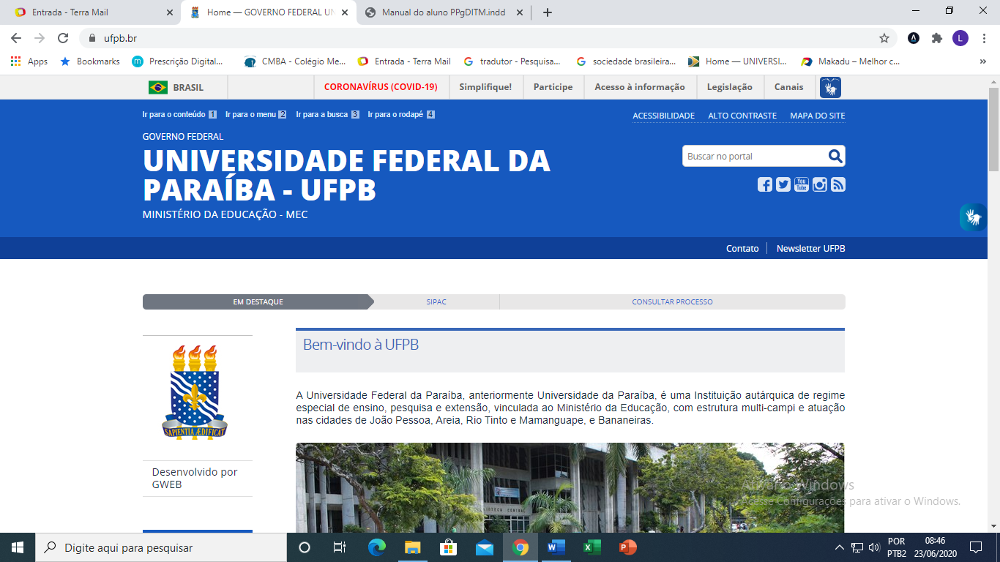 Entrada - Terra Mail
Home — GOVERNO FEDERAL UN
Manual do aluno PPgDITM.indd
ufpb.br
L
Apps
Bookmarks
Prescrição Digital...
CMBA - Colégio Me...
Entrada - Terra Mail
tradutor - Pesquisa...
sociedade brasileira...
Home — UNIVERSI...
Makadu – Melhor c...
»
BRASIL
CORONAVÍRUS (COVID-19)
Simplifique!
Participe
Acesso à informação
Legislação
Canais
Ir para o conteúdo 1
Ir para o menu 2
Ir para a busca 3
Ir para o rodapé 4
ACESSIBILIDADE
ALTO CONTRASTE
MAPA DO SITE
GOVERNO FEDERAL
UNIVERSIDADE FEDERAL DA
PARAÍBA - UFPB
MINISTÉRIO DA EDUCAÇÃO - MEC
Buscar no portal
You
Tube
Contato
Newsletter UFPB
EM DESTAQUE
SIPAC
CONSULTAR PROCESSO
Bem-vindo à UFPB
SAPIENTIA ÆDIFICAT
A Universidade Federal da Paraíba, anteriormente Universidade da Paraíba, é uma Instituição autárquica de regime
especial de ensino, pesquisa e extensão, vinculada ao Ministério da Educação, com estrutura multi-campi e atuação
nas cidades de João Pessoa, Areia, Rio Tinto e Mamanguape, e Bananeiras.
Desenvolvido por
GWEB
BIBLIOTECA CENTRAL
Ativar o Windows
Acesse Configurações para ativar o Windows.
Digite aqui para pesquisar
POR
PTB2
08:46
23/06/2020